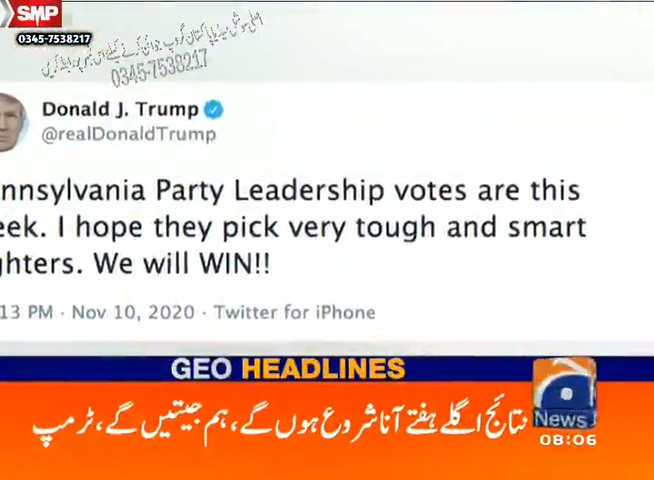 SMP
0345-7538217
0345-7538217
Donald J. Trump
@realDonaldTrump
nnsylvania Party Leadership votes are this
eek. I hope they pick very tough and smart
ghters. We will WIN!!
13 PM · Nov 10, 2020 · Twitter for iPhone
GEO HEADLINES
نتائج اگلے ہفتے آنا شروع ہوں گے، ہم جیتیں گے، ٹرمپ
News
08:06